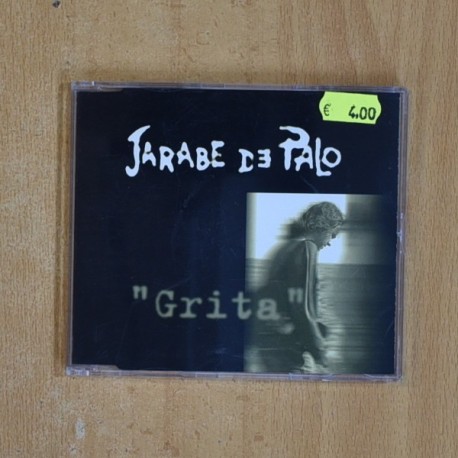 € 4.00
JARABE DE PALO
"Grita"